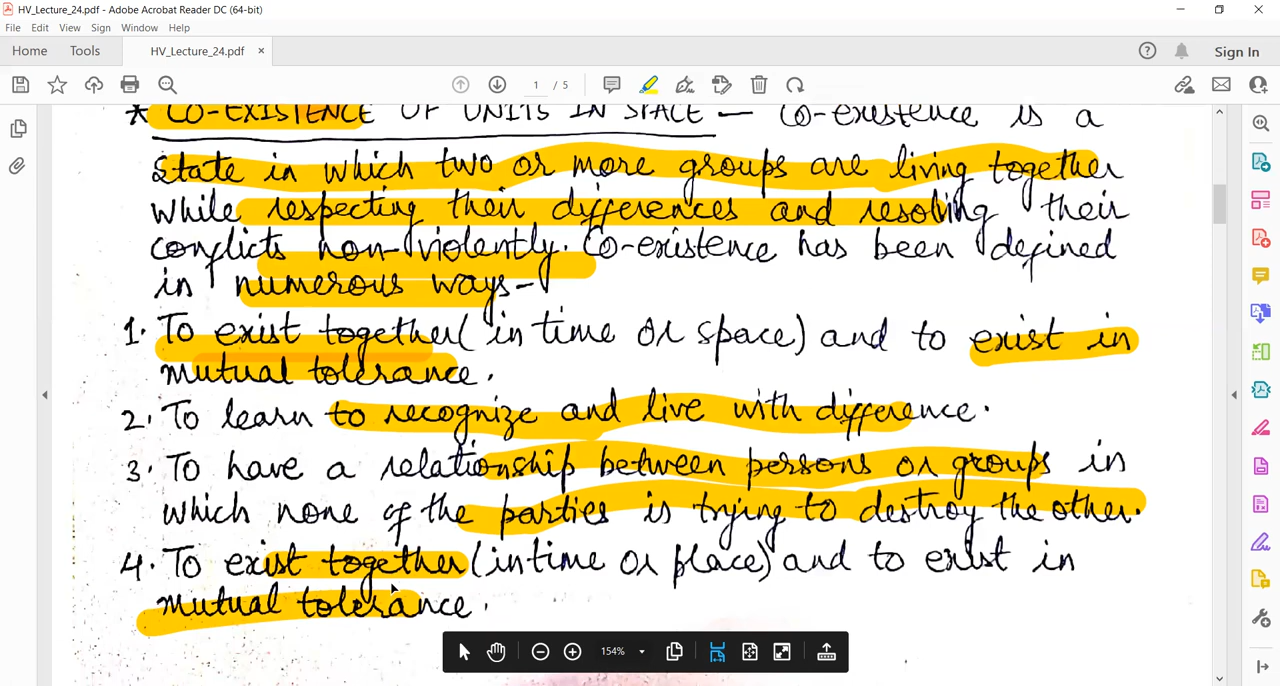 HV_Lecture_24.pdf - Adobe Acrobat Reader DC (64-bit)
File Edit View Sign Window Help
Home Tools HV_Lecture_24.pdf × Sign In
1 / 5
* CO-EXISTENCE OF UNITS IN SPACE – Co-existence is a
state in which two or more groups are living together
while respecting their differences and resolving their
conflicts non-violently. Co-existence has been defined
in numerous ways-
1. To exist together (in time or space) and to exist in
mutual tolerance.
2. To learn to recognize and live with difference.
3. To have a relationship between persons or groups in
which none of the parties is trying to destroy the other.
4. To exist together (in time or place) and to exist in
mutual tolerance.
154%